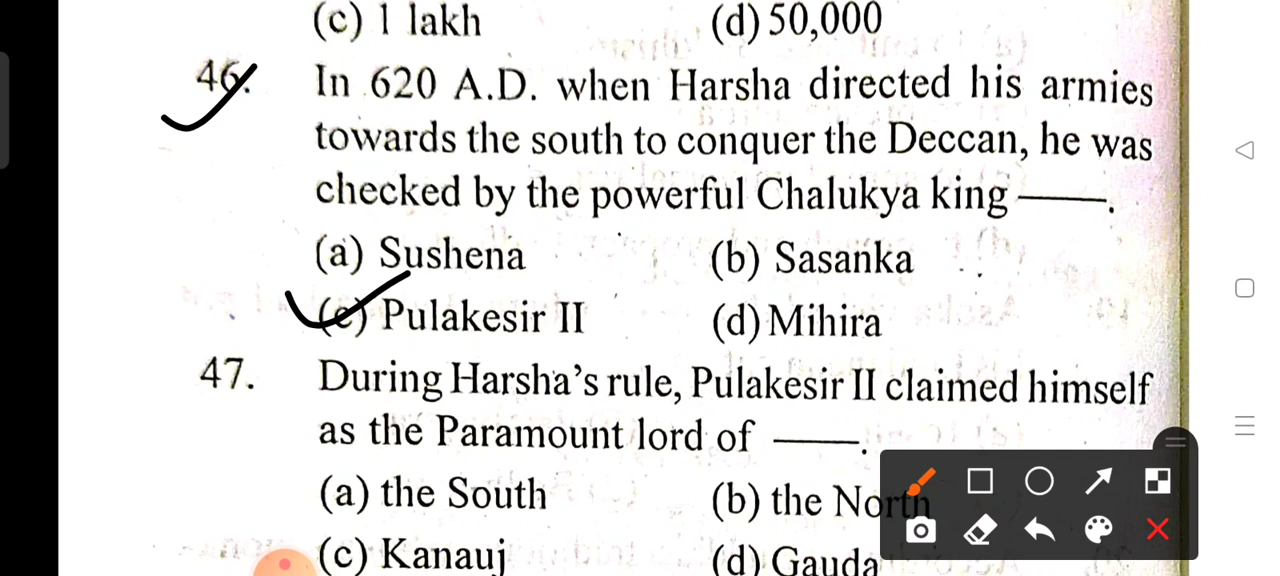 (c) 1 lakh (d) 50,000
46. In 620 A.D. when Harsha directed his armies
towards the south to conquer the Deccan, he was
checked by the powerful Chalukya king ——.
(a) Sushena (b) Sasanka
(c) Pulakesir II (d) Mihira
47. During Harsha's rule, Pulakesir II claimed himself
as the Paramount lord of ——.
(a) the South (b) the North
(c) Kanauj (d) Gauda